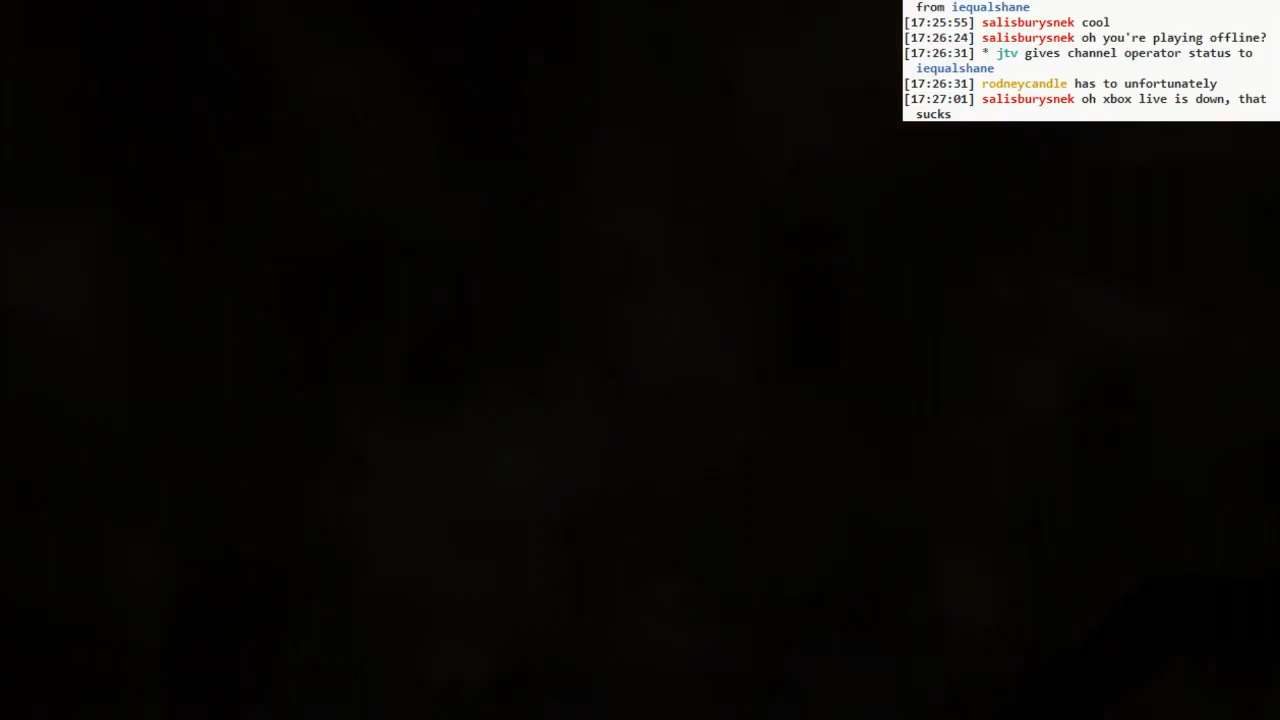 from iequalshane
[17:25:55] salisburysnek cool
[17:26:24] salisburysnek oh you're playing offline?
[17:26:31] * jtv gives channel operator status to
iequalshane
[17:26:31] rodneycandle has to unfortunately
[17:27:01] salisburysnek oh xbox live is down, that
sucks